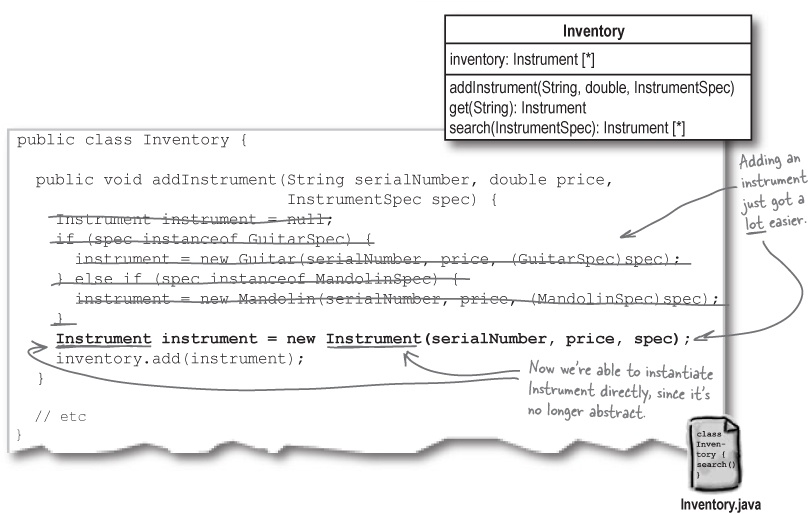 Inventory
inventory: Instrument [*]
addInstrument(String, double, InstrumentSpec)
get(String): Instrument
search(InstrumentSpec): Instrument [*]
public class Inventory {
public void addInstrument(String serialNumber, double price,
InstrumentSpec spec) {
Instrument instrument = null;
if (spec instanceof GuitarSpec) {
instrument = new Guitar(serialNumber, price, (GuitarSpec)spec);
} else if (spec instanceof MandolinSpec) {
instrument = new Mandolin(serialNumber, price, (MandolinSpec)spec);
}
Instrument instrument = new Instrument(serialNumber, price, spec);
inventory.add(instrument);
}
// etc
}
Adding an
instrument
just got a
lot easier.
Now we're able to instantiate
Instrument directly, since it's
no longer abstract.
class
Inven-
tory {
search()
}
Inventory.java